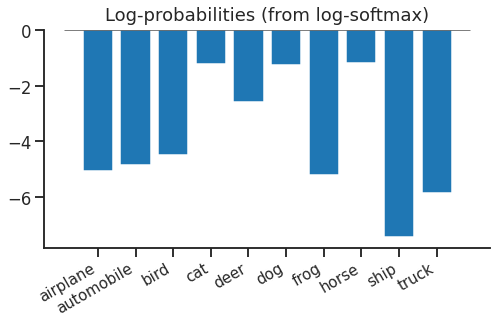 Log-probabilities (from log-softmax)
0
−2
−4
−6
airplane
automobile
bird
cat
deer
dog
frog
horse
ship
truck